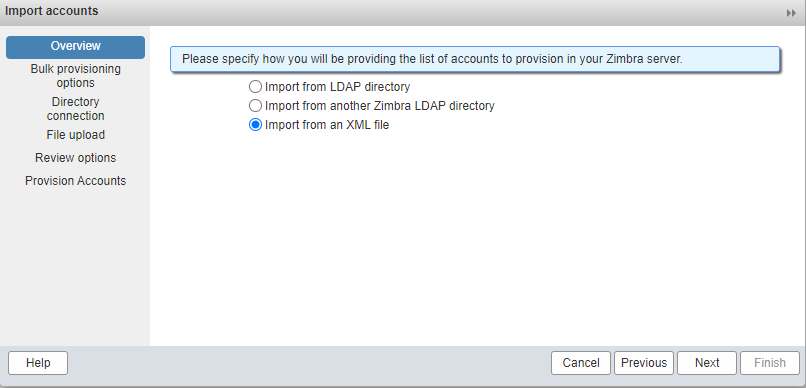 Import accounts
Overview
Bulk provisioning
options
Directory
connection
File upload
Review options
Provision Accounts
Please specify how you will be providing the list of accounts to provision in your Zimbra server.
Import from LDAP directory
Import from another Zimbra LDAP directory
Import from an XML file
Help
Cancel
Previous
Next
Finish